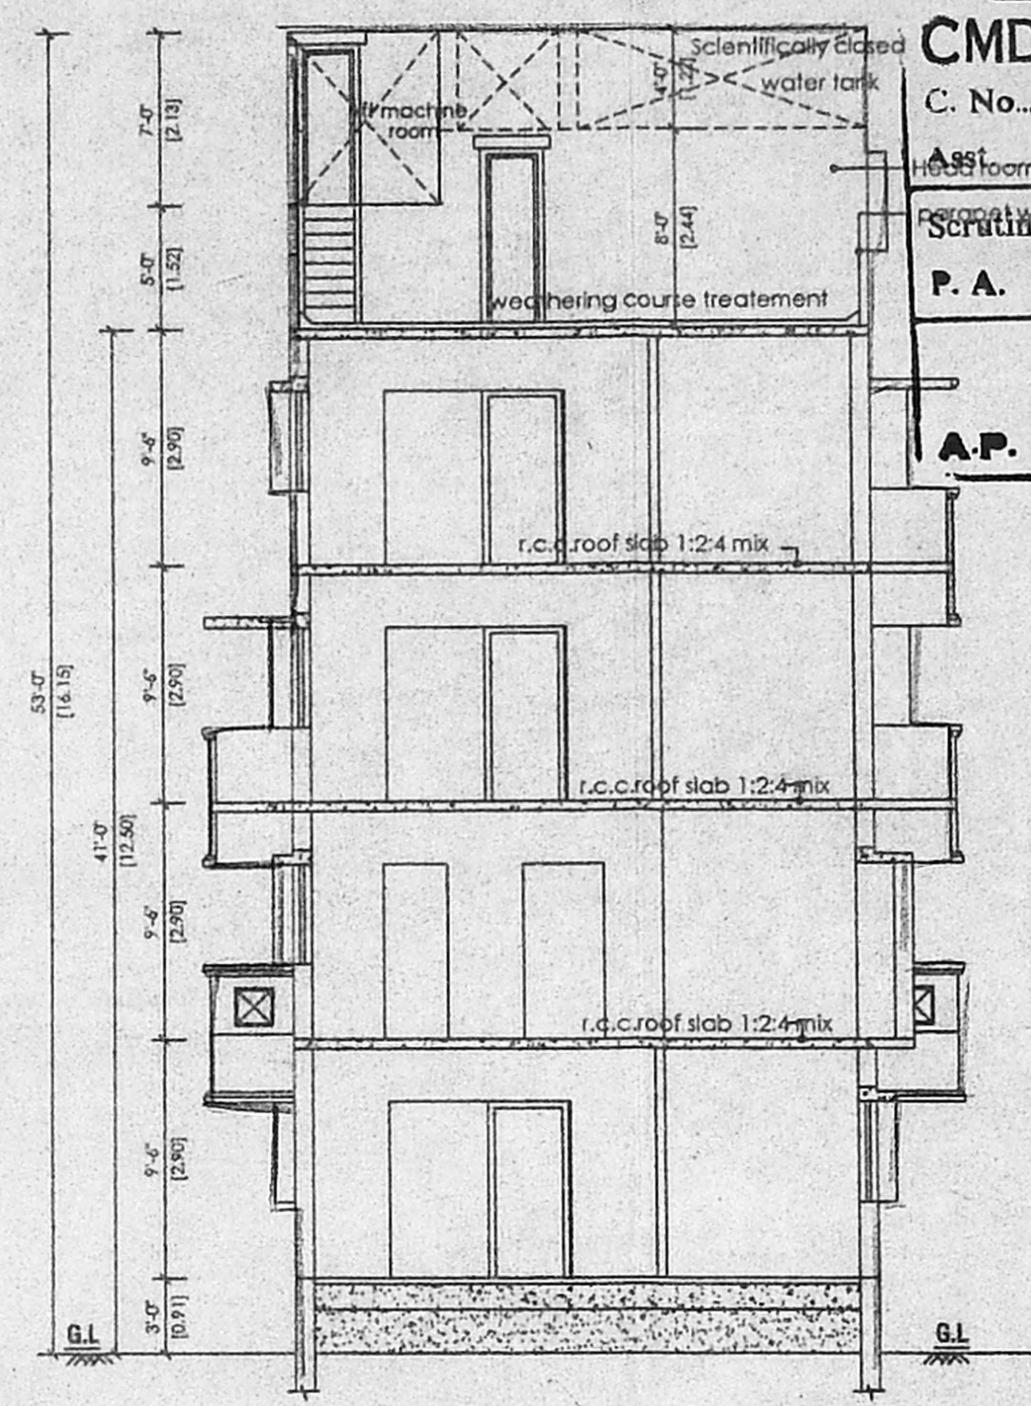 Scientifically closed
water tank
CMD
C. No...
Asst.
Head room
parapet w
Scrutin
P. A.
A.P.
machine
room
4'-0"
[1.22]
8'-0"
[2.44]
weathering course treatement
7'-0"
[2.13]
5'-0"
[1.52]
9'-6"
[2.90]
r.c.c.roof slab 1:2:4 mix
53'-0"
[16.15]
9'-6"
[2.90]
r.c.c.roof slab 1:2:4 mix
41'-0"
[12.50]
9'-6"
[2.90]
r.c.c.roof slab 1:2:4 mix
9'-6"
[2.90]
3'-0"
[0.91]
G.L
G.L